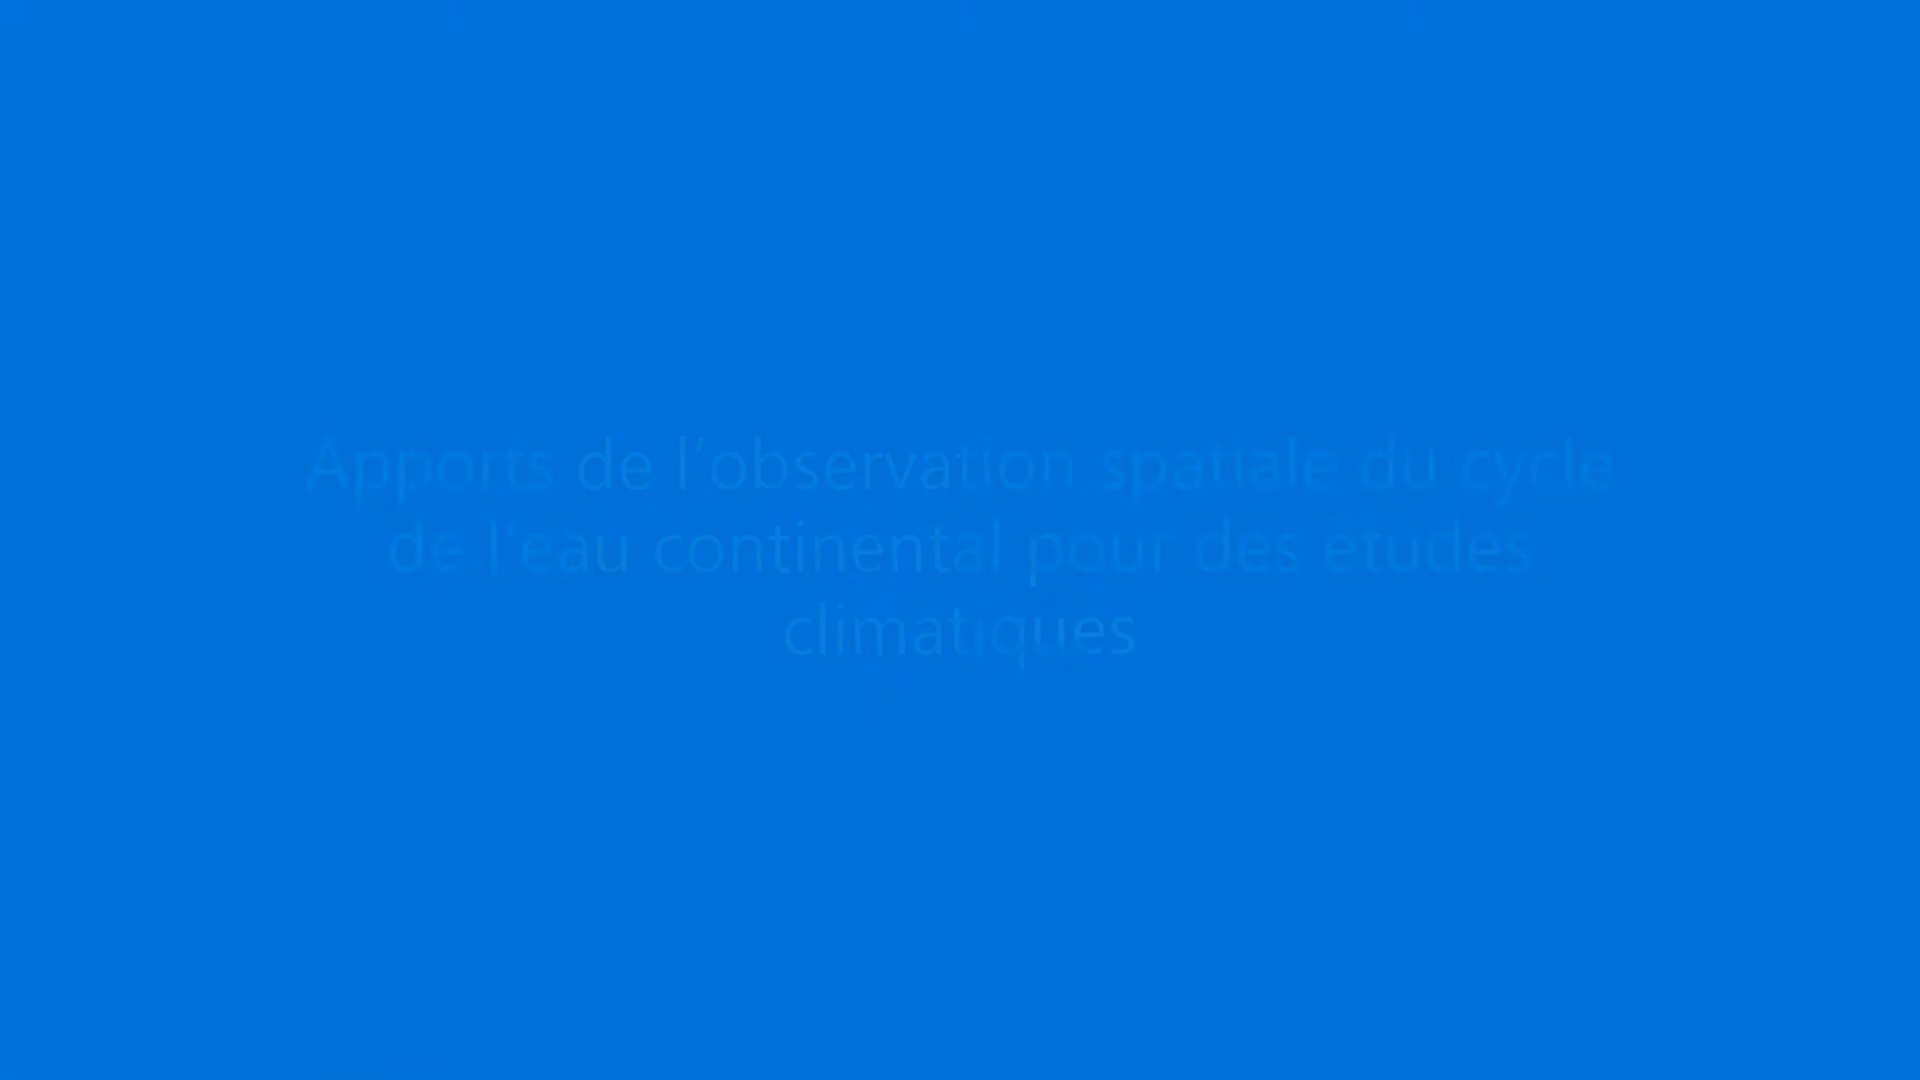 Apports de l'observation spatiale du cycle
de l'eau continental pour des études
climatiques